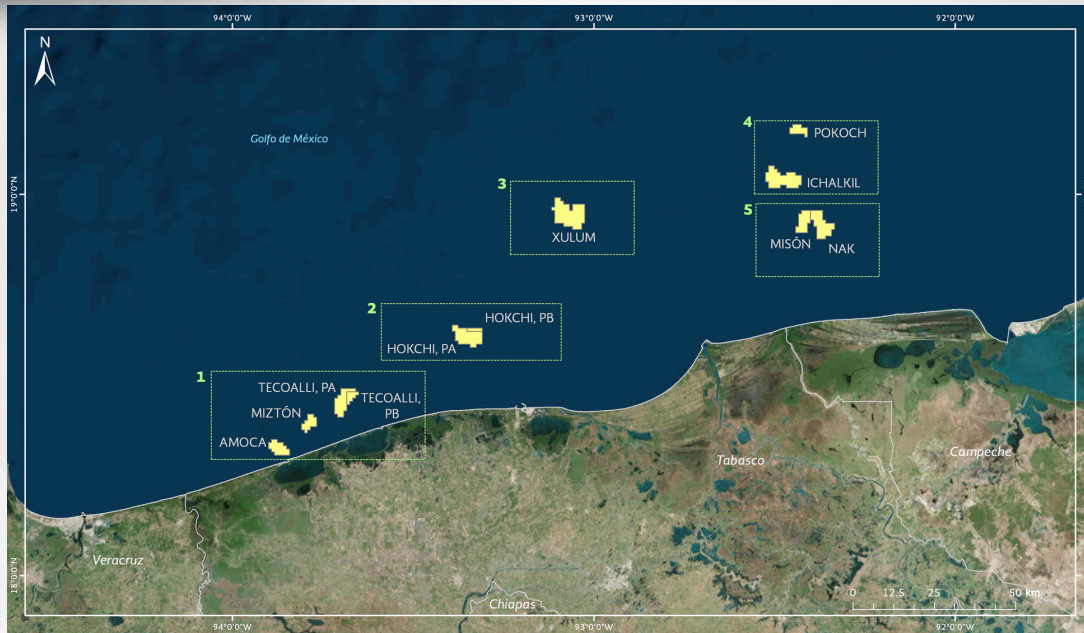 94°0'0"W
93°0'0"W
92°0'0"W
N
Golfo de México
4
POKOCH
ICHALKIL
19°0'0"N
3
XULUM
5
MISÓN
NAK
2
HOKCHI, PB
HOKCHI, PA
1
TECOALLI, PA
TECOALLI,
PB
MIZTÓN
AMOCA
Tabasco
Campeche
Veracruz
Chiapas
18°0'0"N
0 12.5 25 50 km
94°0'0"W
93°0'0"W
92°0'0"W